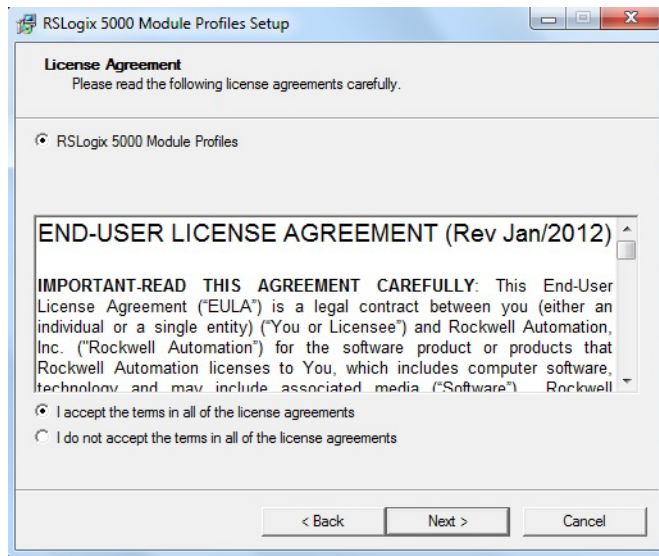 RSLogix 5000 Module Profiles Setup
License Agreement
Please read the following license agreements carefully.
RSLogix 5000 Module Profiles
END-USER LICENSE AGREEMENT (Rev Jan/2012)
IMPORTANT-READ THIS AGREEMENT CAREFULLY: This End-User
License Agreement ("EULA") is a legal contract between you (either an
individual or a single entity) ("You or Licensee") and Rockwell Automation,
Inc. ("Rockwell Automation") for the software product or products that
Rockwell Automation licenses to You, which includes computer software,
technology and may include associated media ("Software"). Rockwell
I accept the terms in all of the license agreements
I do not accept the terms in all of the license agreements
< Back Next > Cancel